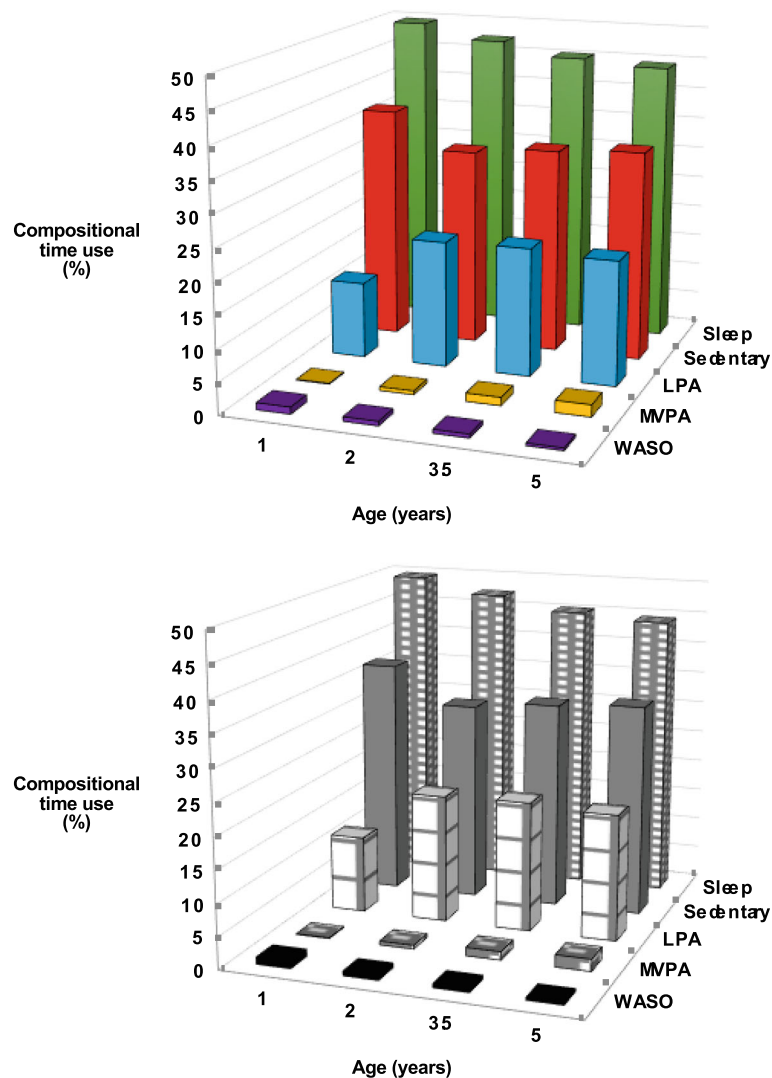 50
45
40
35
30
25
20
15
10
5
0
Compositional
time use
(%)
Sleep
Sedentary
LPA
MVPA
WASO
1
2
35
5
Age (years)
50
45
40
35
30
25
20
15
10
5
0
Compositional
time use
(%)
Sleep
Sedentary
LPA
MVPA
WASO
1
2
35
5
Age (years)